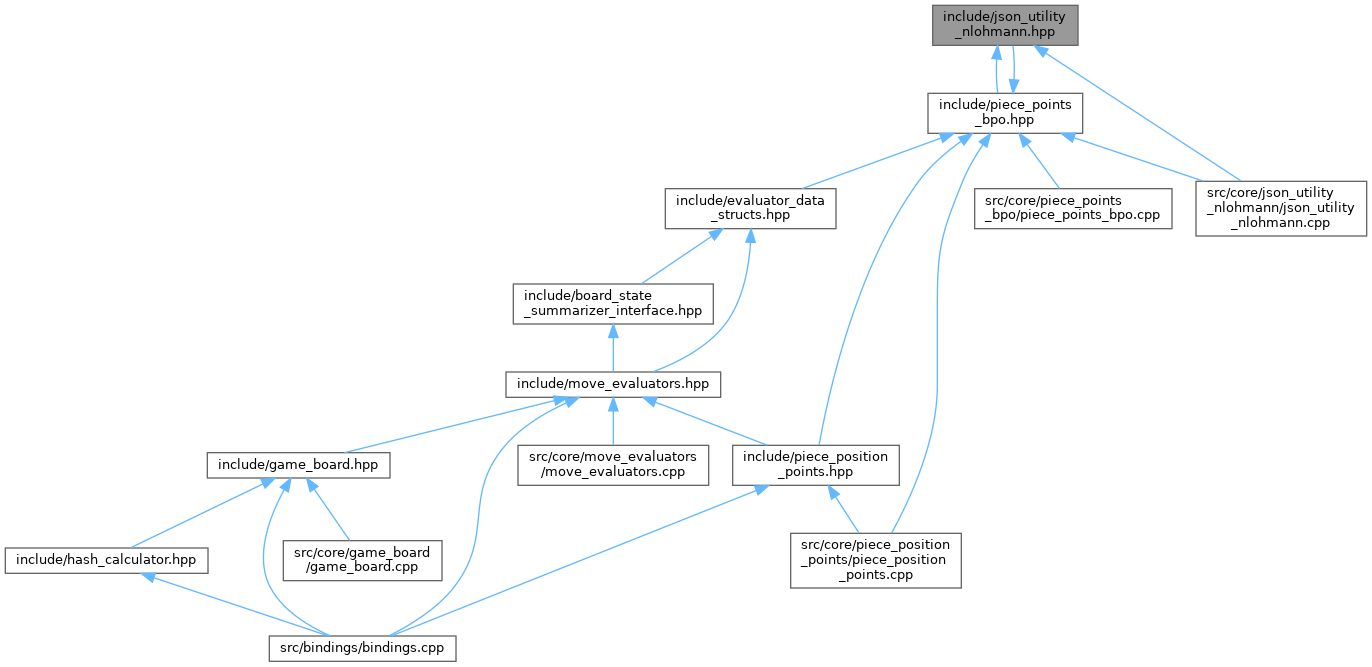 include/json_utility
_nlohmann.hpp
include/piece_points
_bpo.hpp
include/evaluator_data
_structs.hpp
src/core/piece_points
_bpo/piece_points_bpo.cpp
src/core/json_utility
_nlohmann/json_utility
_nlohmann.cpp
include/board_state
_summarizer_interface.hpp
include/move_evaluators.hpp
include/game_board.hpp
src/core/move_evaluators
/move_evaluators.cpp
include/piece_position
_points.hpp
include/hash_calculator.hpp
src/core/game_board
/game_board.cpp
src/core/piece_position
_points/piece_position
_points.cpp
src/bindings/bindings.cpp